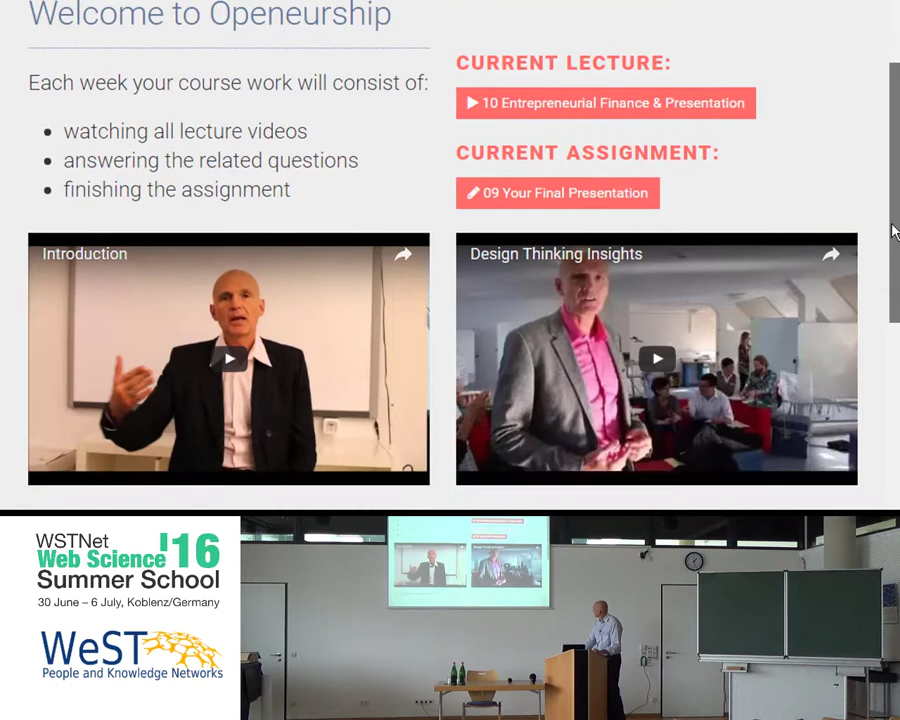 Welcome to Openeurship
Each week your course work will consist of:
watching all lecture videos
answering the related questions
finishing the assignment
CURRENT LECTURE:
10 Entrepreneurial Finance & Presentation
CURRENT ASSIGNMENT:
09 Your Final Presentation
Introduction
Design Thinking Insights
WSTNet
Web Science '16
Summer School
30 June – 6 July, Koblenz/Germany
WeST
People and Knowledge Networks